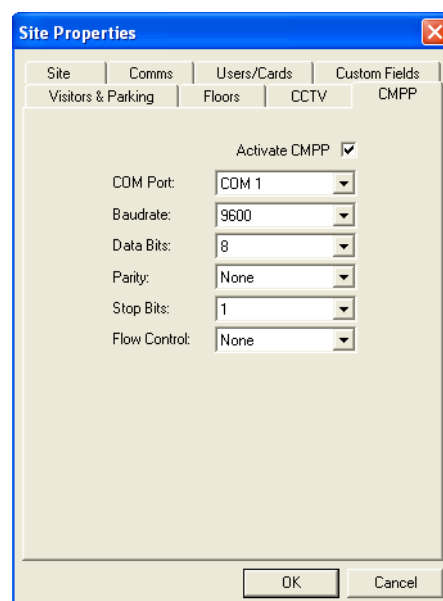 Site Properties
Site Comms Users/Cards Custom Fields
Visitors & Parking Floors CCTV CMPP
Activate CMPP
COM Port: COM 1
Baudrate: 9600
Data Bits: 8
Parity: None
Stop Bits: 1
Flow Control: None
OK Cancel